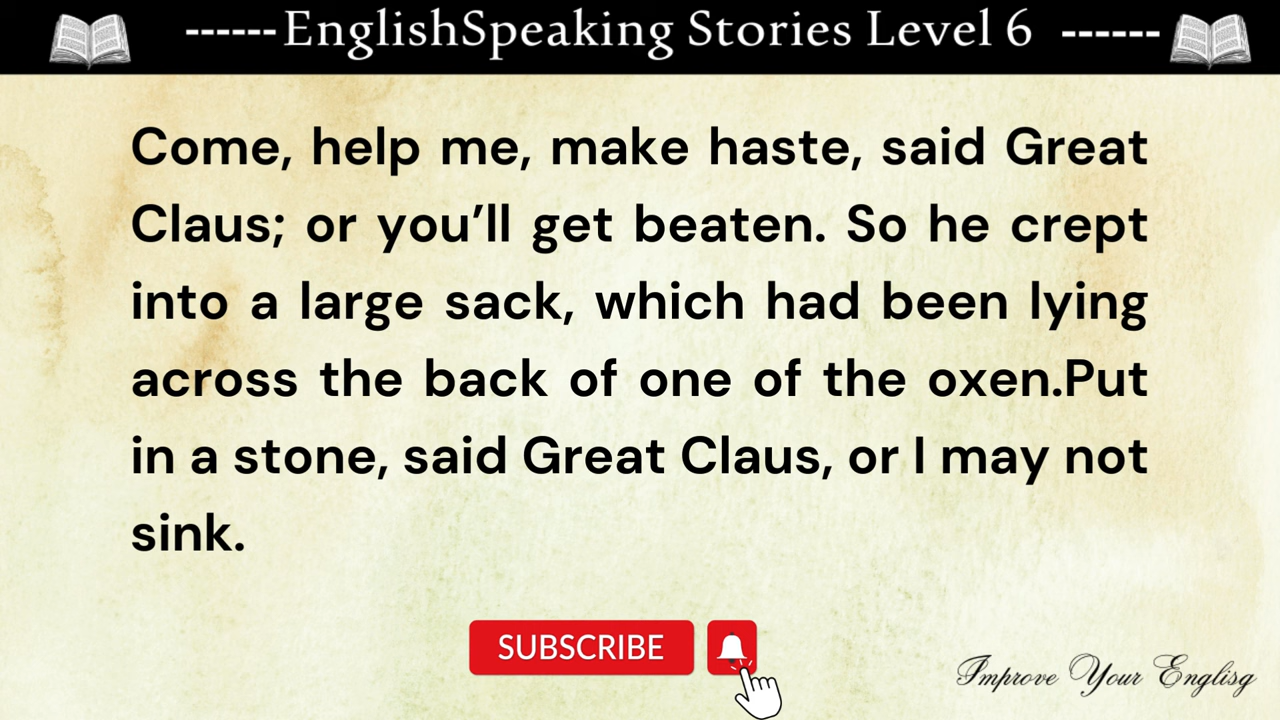 ------EnglishSpeaking Stories Level 6 ------
Come, help me, make haste, said Great
Claus; or you’ll get beaten. So he crept
into a large sack, which had been lying
across the back of one of the oxen.Put
in a stone, said Great Claus, or I may not
sink.
SUBSCRIBE
Improve Your Englisg